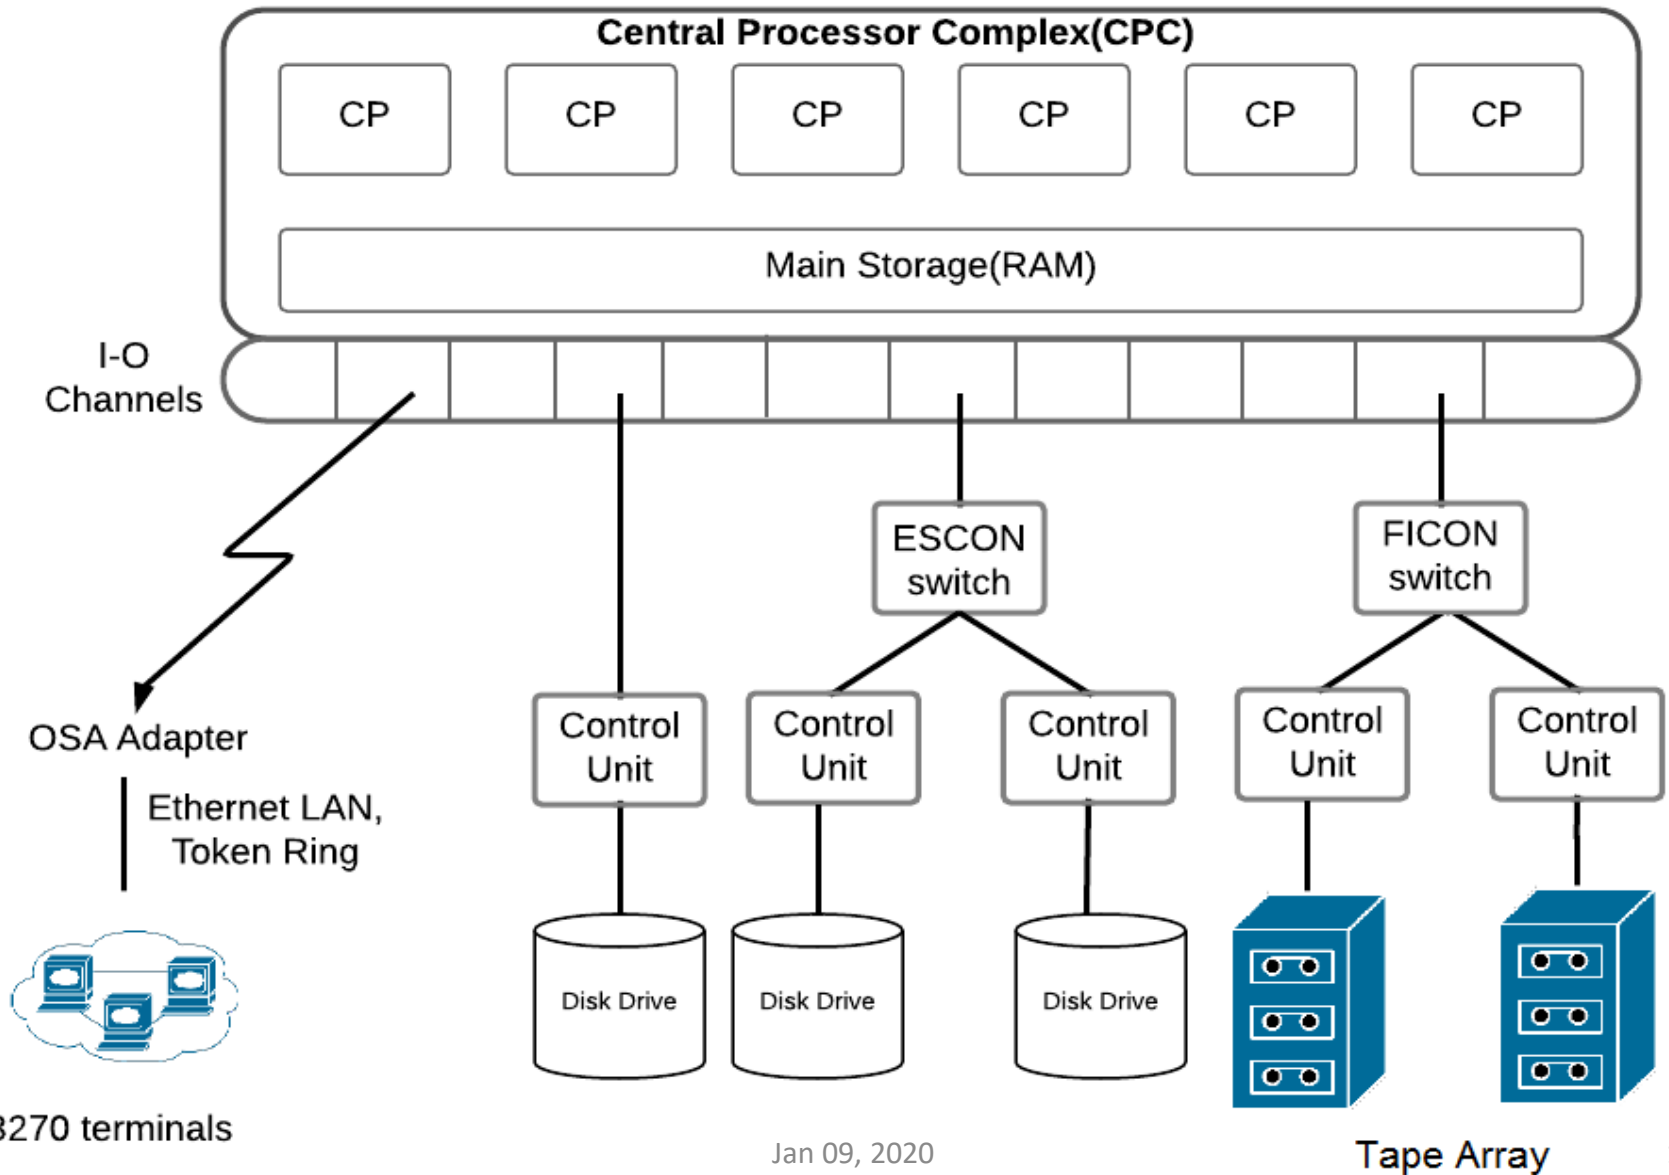 Central Processor Complex(CPC)
CP
CP
CP
CP
CP
CP
Main Storage(RAM)
I-O
Channels
ESCON
switch
FICON
switch
OSA Adapter
Control
Unit
Control
Unit
Control
Unit
Control
Unit
Control
Unit
Ethernet LAN,
Token Ring
Disk Drive
Disk Drive
Disk Drive
3270 terminals
Jan 09, 2020
Tape Array